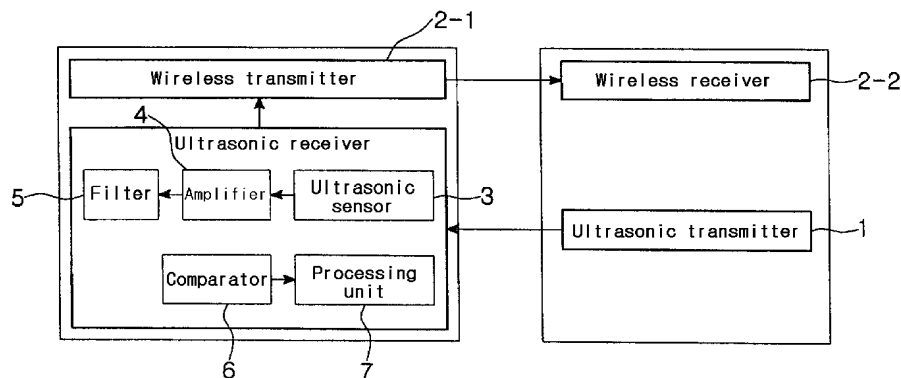 2-1
Wireless transmitter
Wireless receiver
2-2
4
Ultrasonic receiver
5
Filter
Amplifier
Ultrasonic
sensor
3
Ultrasonic transmitter
1
Comparator
Processing
unit
6
7